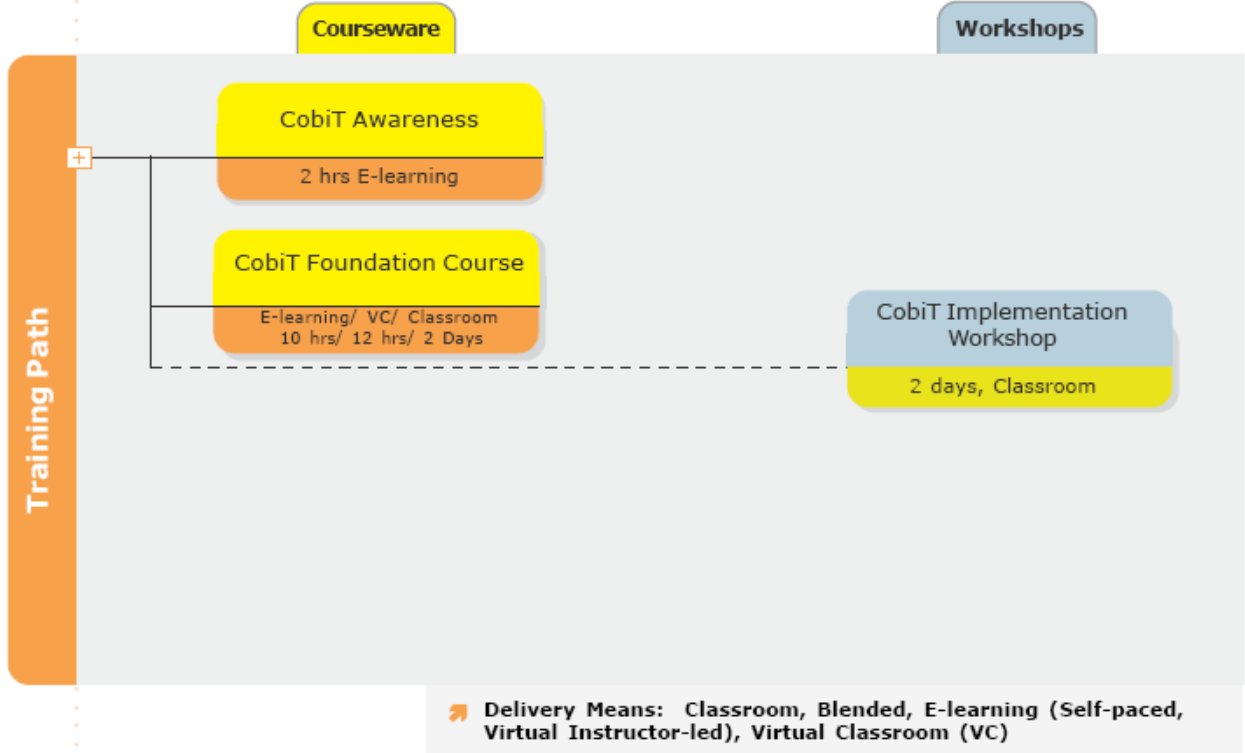 Courseware
Workshops
Training Path
CobiT Awareness
2 hrs E-learning
CobiT Foundation Course
E-learning/ VC/ Classroom
10 hrs/ 12 hrs/ 2 Days
CobiT Implementation
Workshop
2 days, Classroom
Delivery Means: Classroom, Blended, E-learning (Self-paced,
Virtual Instructor-led), Virtual Classroom (VC)